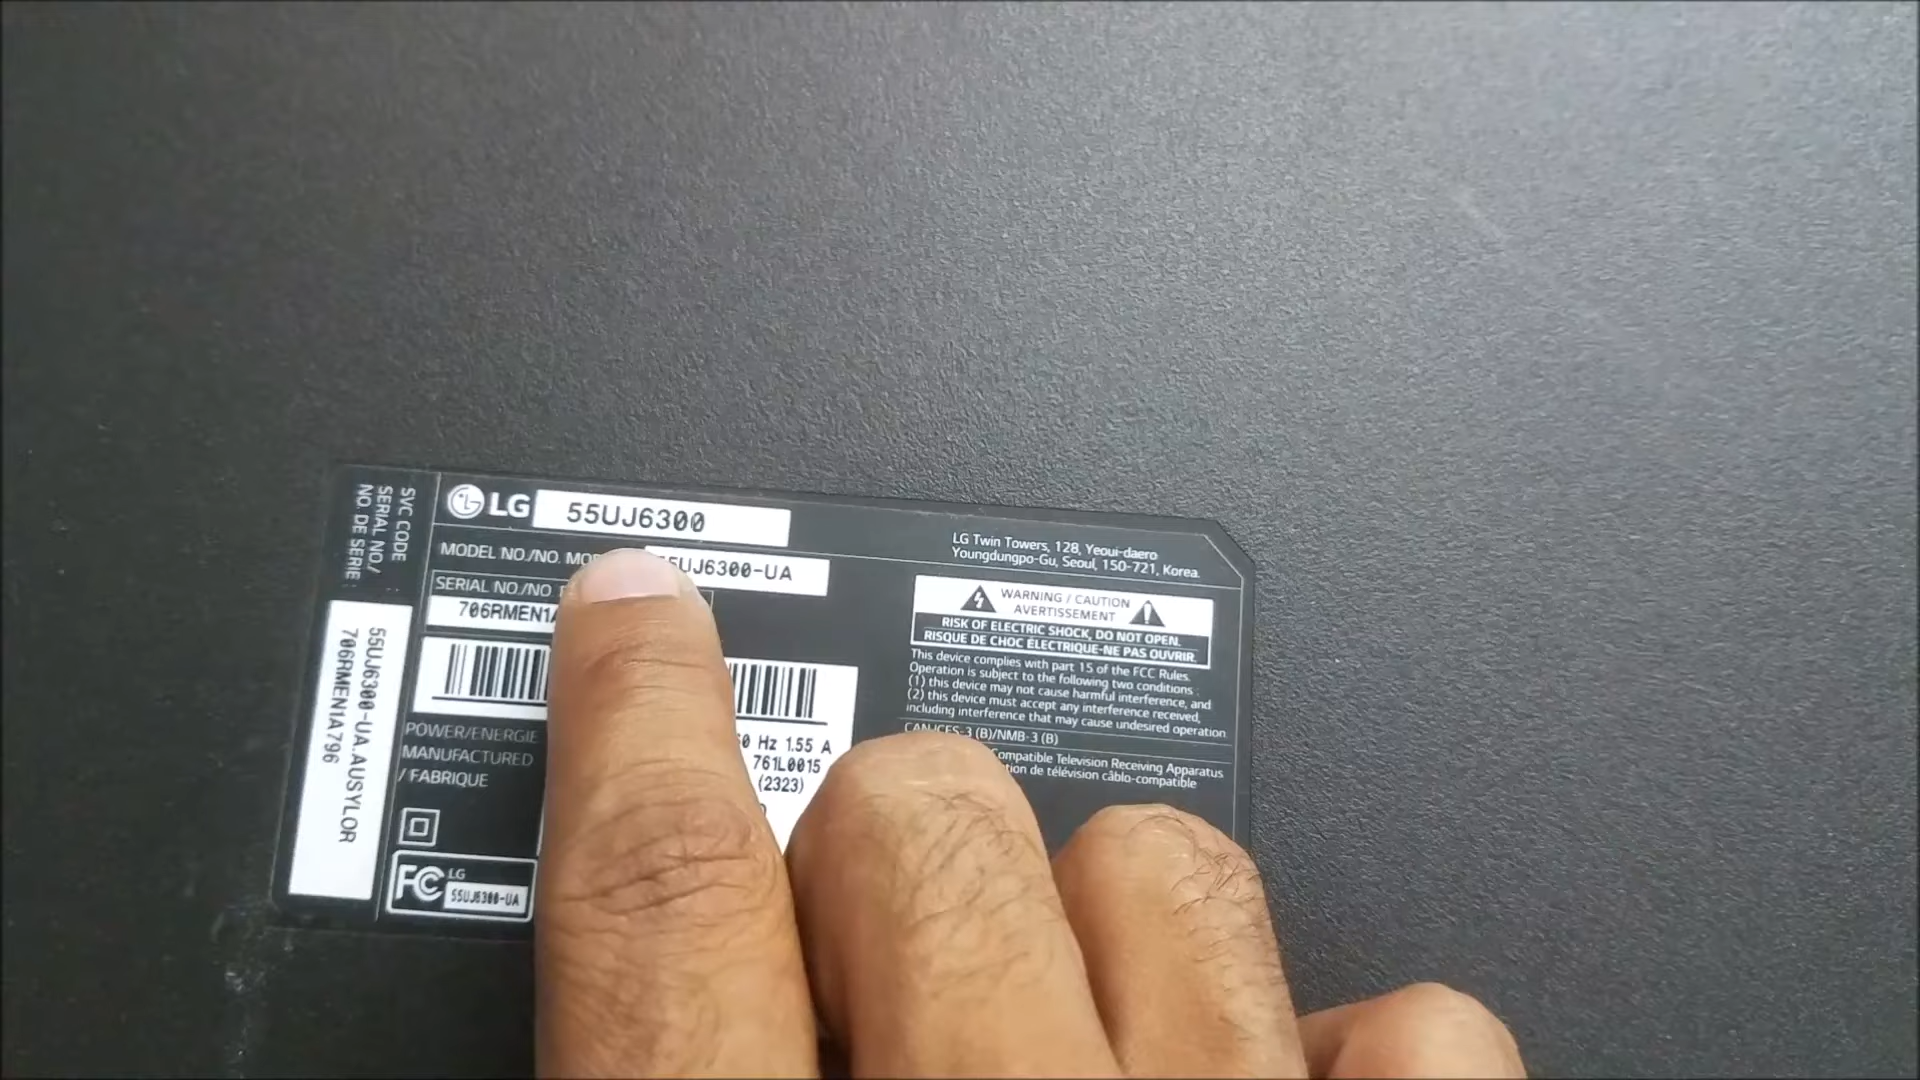 SVC CODE
SERIAL NO./
NO. DE SERIE :
55UJ6300-UA.AUSYLOR
706RMEN1A796
LG 55UJ6300
MODEL NO./NO.
UJ6300-UA
SERIAL NO./NO
706RMEN1A
POWER/ENERGIE
MANUFACTURED
/ FABRIQUE
Hz 1.55 A
761L0015
(2323)
FC LG
55UJ6300-UA
LG Twin Towers, 128, Yeoui-daero
Youngdungpo-Gu, Seoul, 150-721, Korea.
WARNING / CAUTION
AVERTISSEMENT
RISK OF ELECTRIC SHOCK, DO NOT OPEN.
RISQUE DE CHOC ÉLECTRIQUE-NE PAS OUVRIR.
This device complies with part 15 of the FCC Rules.
Operation is subject to the following two conditions :
(1) this device may not cause harmful interference, and
(2) this device must accept any interference received,
including interference that may cause undesired operation
CAN ICES-3 (B)/NMB-3 (B)
ompatible Television Receiving Apparatus
tion de télévision câblo-compatible